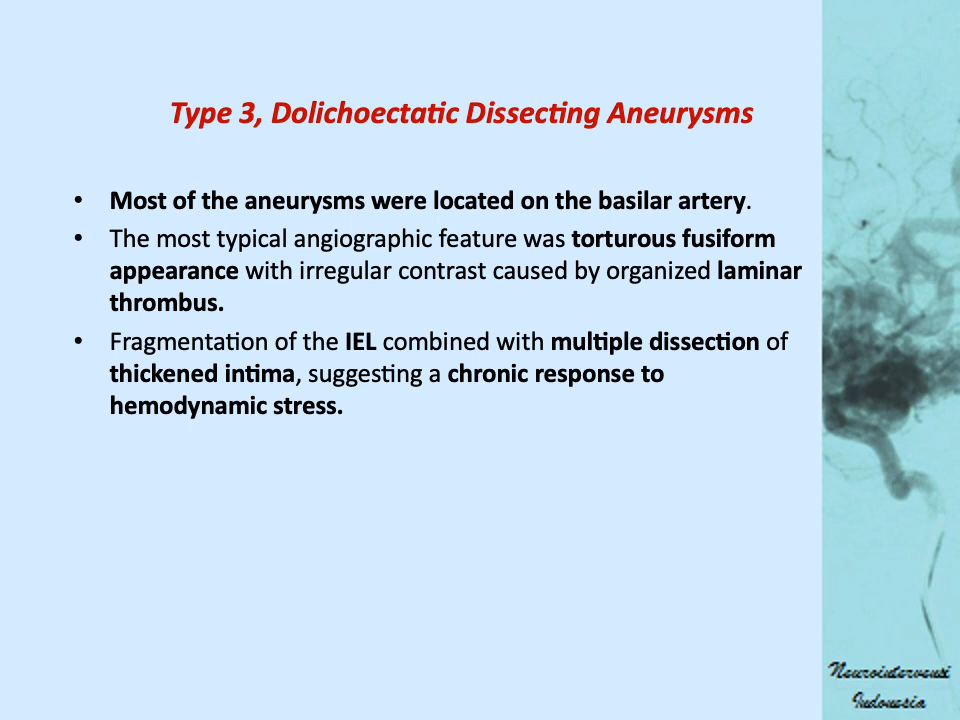 Type 3, Dolichoectatic Dissecting Aneurysms
• Most of the aneurysms were located on the basilar artery.
• The most typical angiographic feature was torturous fusiform
appearance with irregular contrast caused by organized laminar
thrombus.
• Fragmentation of the IEL combined with multiple dissection of
thickened intima, suggesting a chronic response to
hemodynamic stress.
Neurointervensi
Indonesia